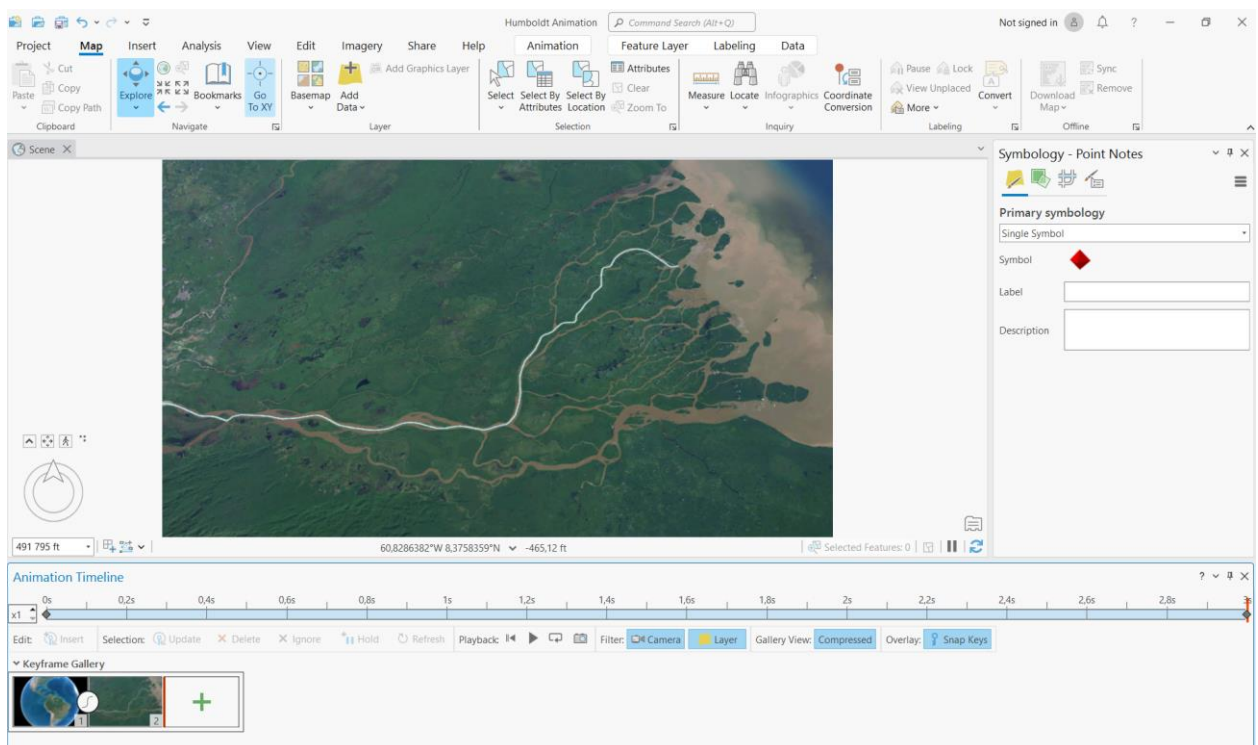 Humboldt Animation
Command Search (Alt+Q)
Not signed in
?
Project Map Insert Analysis View Edit Imagery Share Help Animation Feature Layer Labeling Data
Paste
Cut
Copy
Copy Path
Clipboard
Explore
Bookmarks
Go To XY
Navigate
Basemap
Add Data
Add Graphics Layer
Layer
Select
Select By Attributes
Select By Location
Attributes
Clear
Zoom To
Selection
Measure
Locate
Infographics
Coordinate Conversion
Inquiry
Pause
Lock
View Unplaced
More
Convert
Labeling
Download Map
Sync
Remove
Offline
Scene
Symbology - Point Notes
Primary symbology
Single Symbol
Symbol
Label
Description
491 795 ft
60,8286382°W 8,3758359°N
-465,12 ft
Selected Features: 0
Animation Timeline
?
x1
0s 0,2s 0,4s 0,6s 0,8s 1s 1,2s 1,4s 1,6s 1,8s 2s 2,2s 2,4s 2,6s 2,8s 3s
Edit: Insert Selection: Update Delete Ignore Hold Refresh Playback: Filter: Camera Layer Gallery View: Compressed Overlay: Snap Keys
Keyframe Gallery
1
2